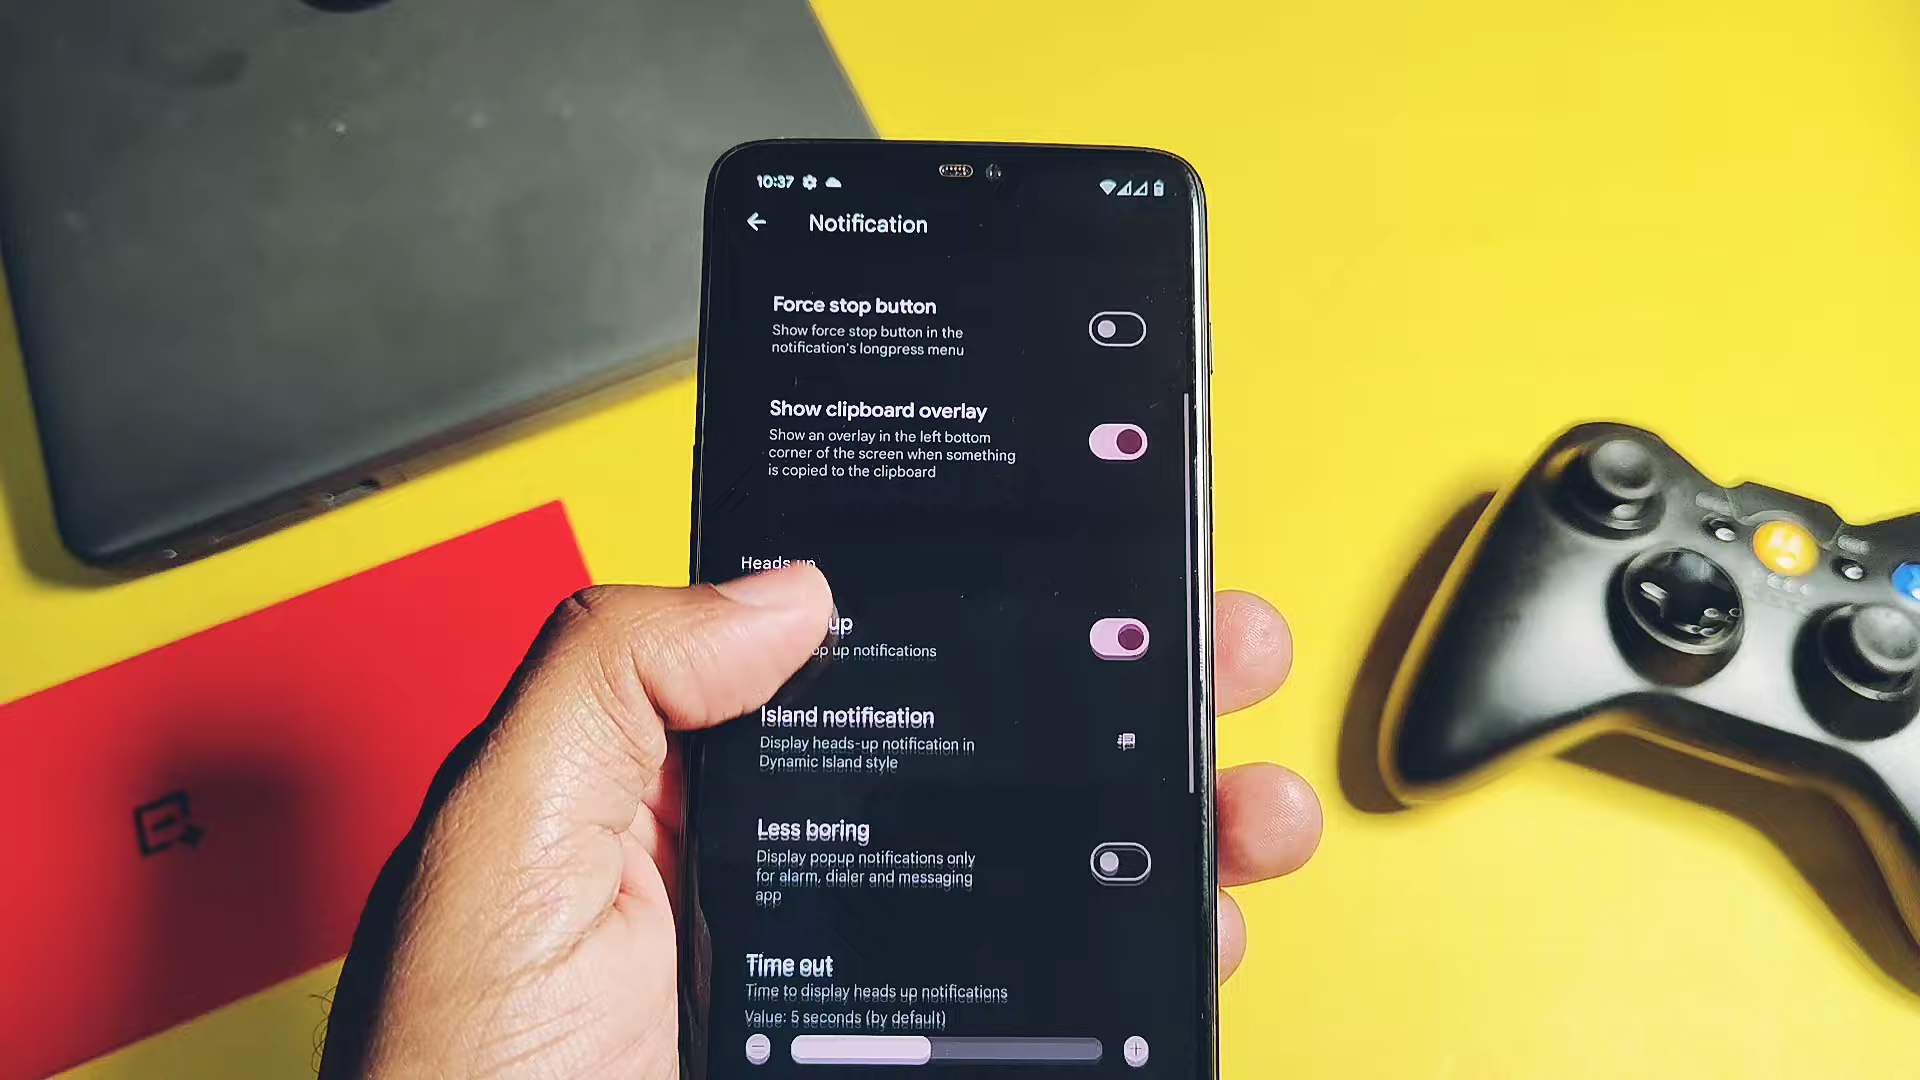 10:37
Notification
Force stop button
Show force stop button in the
notification's longpress menu
Show clipboard overlay
Show an overlay in the left bottom
corner of the screen when something
is copied to the clipboard
Heads up
up
up notifications
Island notification
Display heads-up notification in
Dynamic Island style
Less boring
Display popup notifications only
for alarm, dialer and messaging
app
Time out
Time to display heads up notifications
Value: 5 seconds (by default)